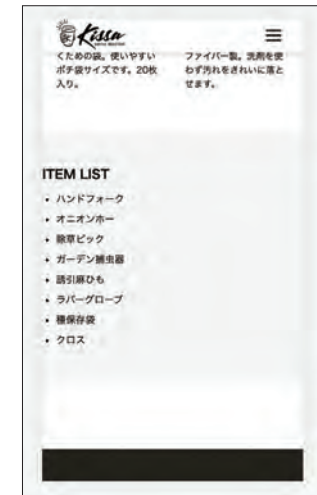 Kissa
くための袋。使いやすい
ポチ袋サイズです。20枚
入り。
ファイバー製。洗剤を使
わず汚れをきれいに落と
せます。
ITEM LIST
• ハンドフォーク
• オニオンホー
• 除草ピック
• ガーデン捕虫器
• 誘引麻ひも
• ラバーグローブ
• 種保存袋
• クロス